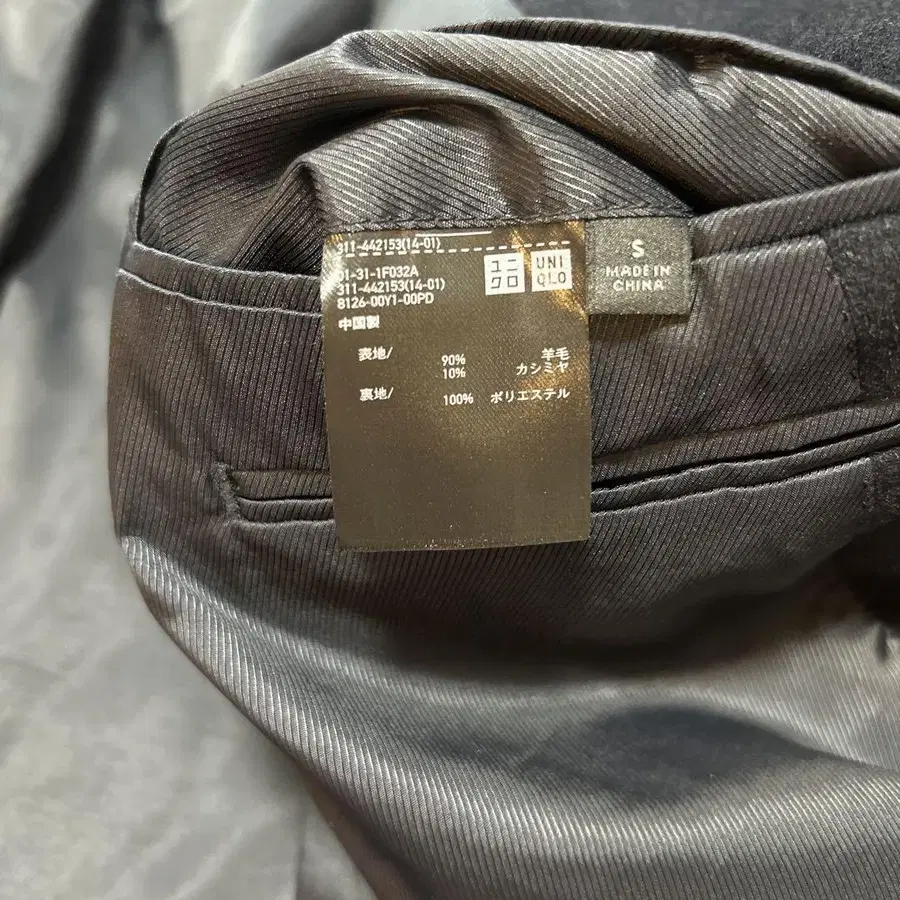 311-442153(14-01)
01-31-1F032A
311-442153(14-01)
8126-00Y1-00PD
ユニ
クロ
UNI
QLO
S
MADE IN
CHINA
中国製
表地/ 90% 羊毛
10% カシミヤ
裏地/ 100% ポリエステル